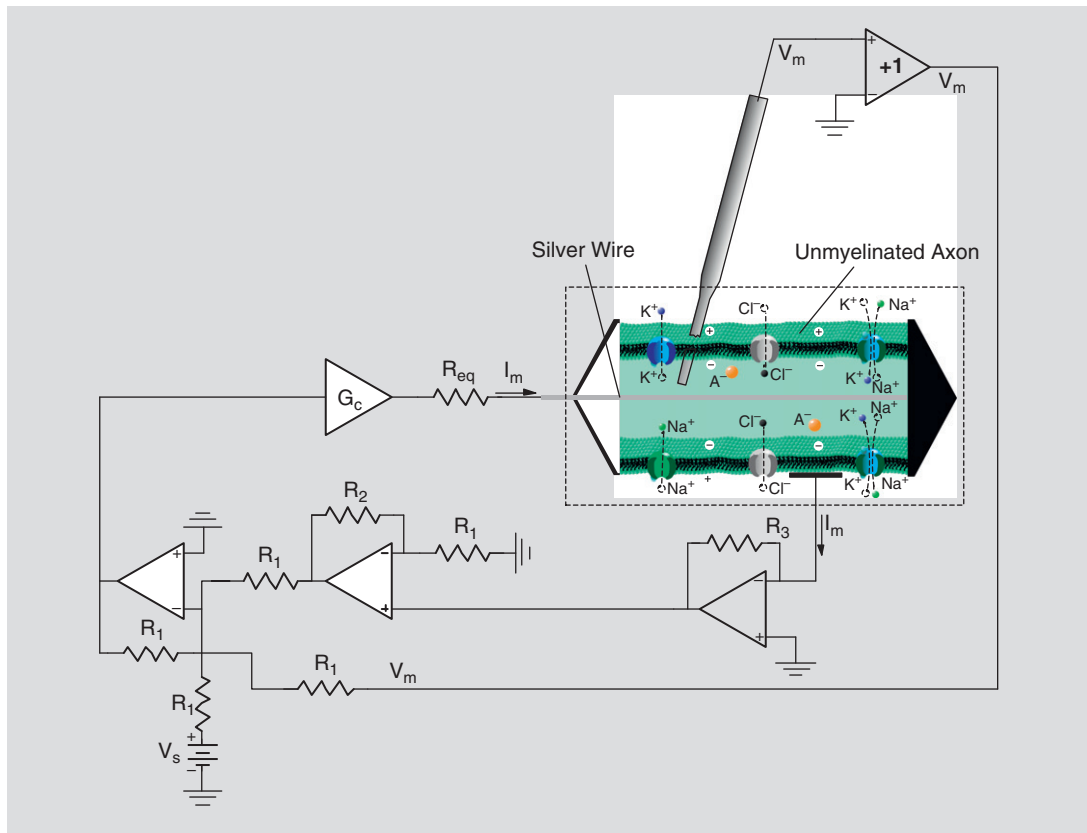 Vm
+
+1
−
Vm
Silver Wire
Unmyelinated Axon
K⁺
Cl⁻
K⁺
Na⁺
+
+
−
−
K⁺
A⁻
Cl⁻
K⁺
Na⁺
Req
Im
Gc
Na⁺
Cl⁻
A⁻
K⁺
Na⁺
−
−
Na⁺
+
Cl⁻
K⁺
Na⁺
R2
R1
R3
Im
+
R1
−
−
−
+
+
R1
R1
Vm
R1
+
Vs
−